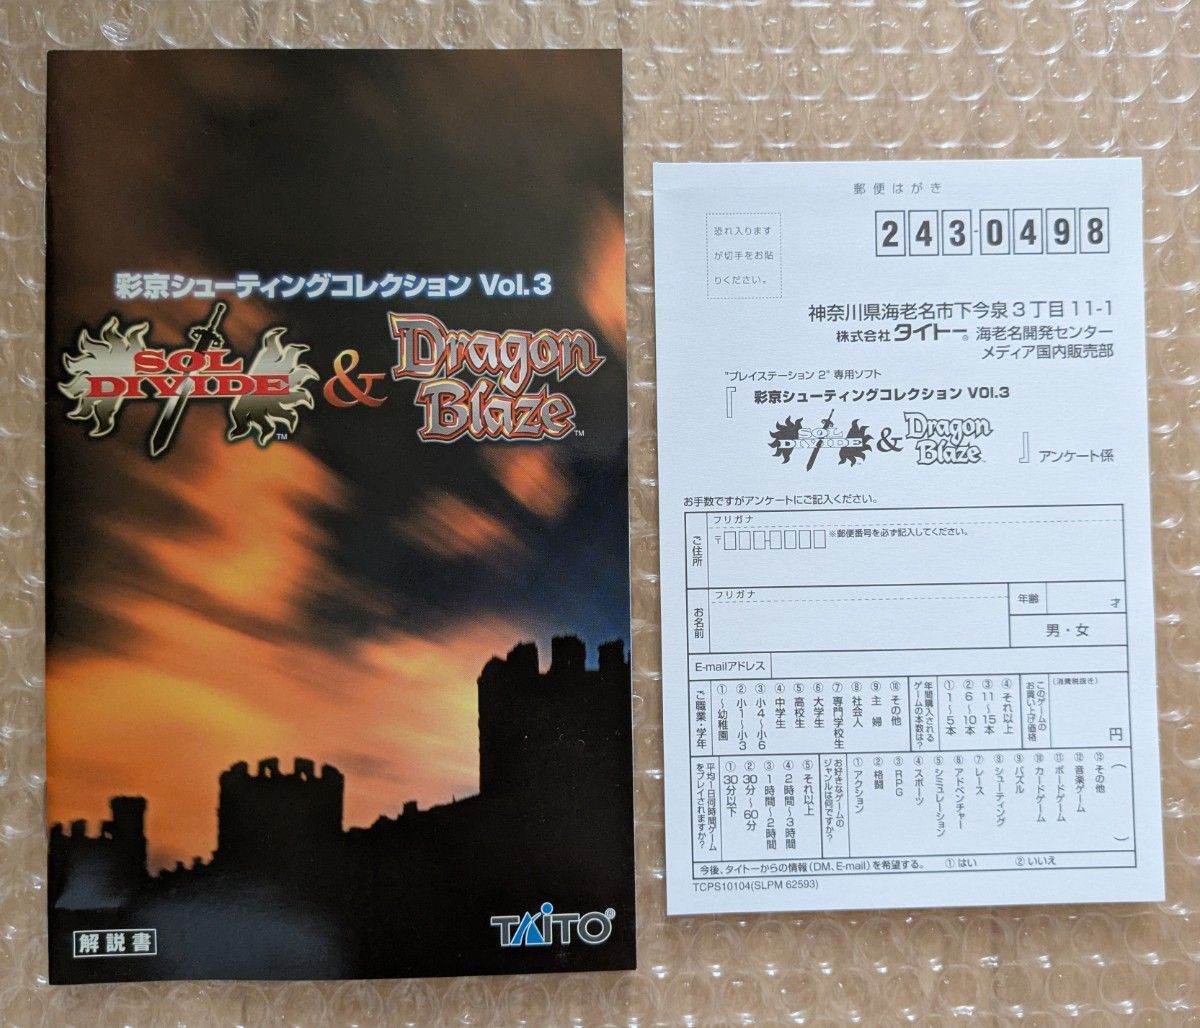 彩京シューティングコレクション Vol.3
SOL
DIVIDE
TM
&
Dragon
Blaze
TM
解説書
TAITO®
郵便はがき
恐れ入ります
が切手をお貼
りください。
243-0498
神奈川県海老名市下今泉3丁目11-1
株式会社 タイトー。海老名開発センター
メディア国内販売部
"プレイステーション 2" 専用ソフト
『 彩京シューティングコレクション VOl.3
SOL
DIVIDE
&
Dragon
Blaze
』アンケート係
お手数ですがアンケートにご記入ください。
ご住所
フリガナ
〒 - ※郵便番号を必ず記入してください。
お名前
フリガナ
年齢 才
男・女
E-mailアドレス
ご職業・学年
①〜幼稚園
②小1〜小3
③小4〜小6
④中学生
⑤高校生
⑥大学生
⑦専門学校生
⑧社会人
⑨主婦
⑩その他
年間購入される
ゲームの本数は?
①1〜5本
②6〜10本
③11〜15本
④それ以上
このゲームの
お買い上げ価格
(消費税抜き)
円
平均一日何時間ゲーム
をプレイされますか?
①30分以下
②30分〜60分
③1時間〜2時間
④2時間〜3時間
⑤それ以上
お好きなゲームの
ジャンルは何ですか?
①アクション
②格闘
③RPG
④スポーツ
⑤シミュレーション
⑥アドベンチャー
⑦レース
⑧シューティング
⑨パズル
⑩カードゲーム
⑪ボードゲーム
⑫音楽ゲーム
⑬その他
( )
今後、タイトーからの情報(DM、E-mail)を希望する。 ①はい ②いいえ
TCPS10104(SLPM 62593)